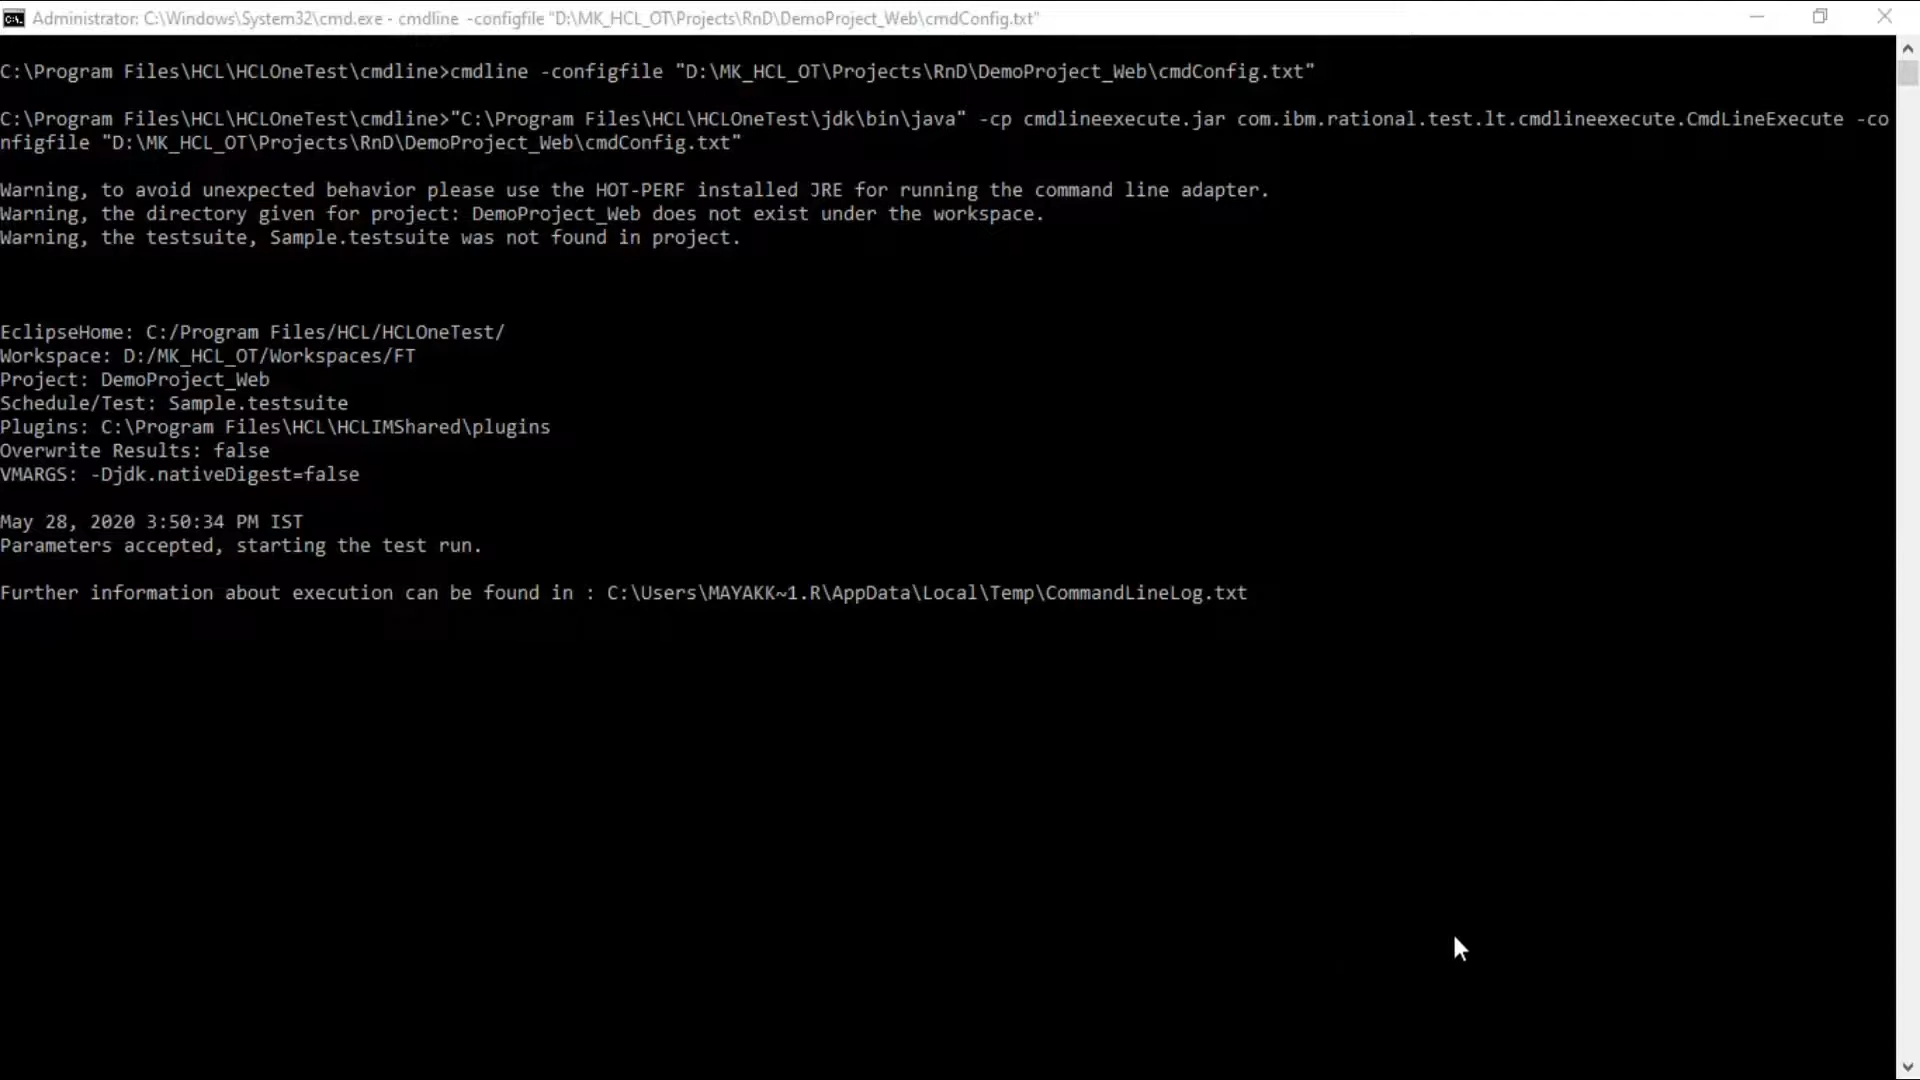 Administrator: C:\Windows\System32\cmd.exe - cmdline  -configfile "D:\MK_HCL_OT\Projects\RnD\DemoProject_Web\cmdConfig.txt"
C:\Program Files\HCL\HCLOneTest\cmdline>cmdline -configfile "D:\MK_HCL_OT\Projects\RnD\DemoProject_Web\cmdConfig.txt"
C:\Program Files\HCL\HCLOneTest\cmdline>"C:\Program Files\HCL\HCLOneTest\jdk\bin\java" -cp cmdlineexecute.jar com.ibm.rational.test.lt.cmdlineexecute.CmdLineExecute -co
nfigfile "D:\MK_HCL_OT\Projects\RnD\DemoProject_Web\cmdConfig.txt"
Warning, to avoid unexpected behavior please use the HOT-PERF installed JRE for running the command line adapter.
Warning, the directory given for project: DemoProject_Web does not exist under the workspace.
Warning, the testsuite, Sample.testsuite was not found in project.
EclipseHome: C:/Program Files/HCL/HCLOneTest/
Workspace: D:/MK_HCL_OT/Workspaces/FT
Project: DemoProject_Web
Schedule/Test: Sample.testsuite
Plugins: C:\Program Files\HCL\HCLIMShared\plugins
Overwrite Results: false
VMARGS: -Djdk.nativeDigest=false
May 28, 2020 3:50:34 PM IST
Parameters accepted, starting the test run.
Further information about execution can be found in : C:\Users\MAYAKK~1.R\AppData\Local\Temp\CommandLineLog.txt